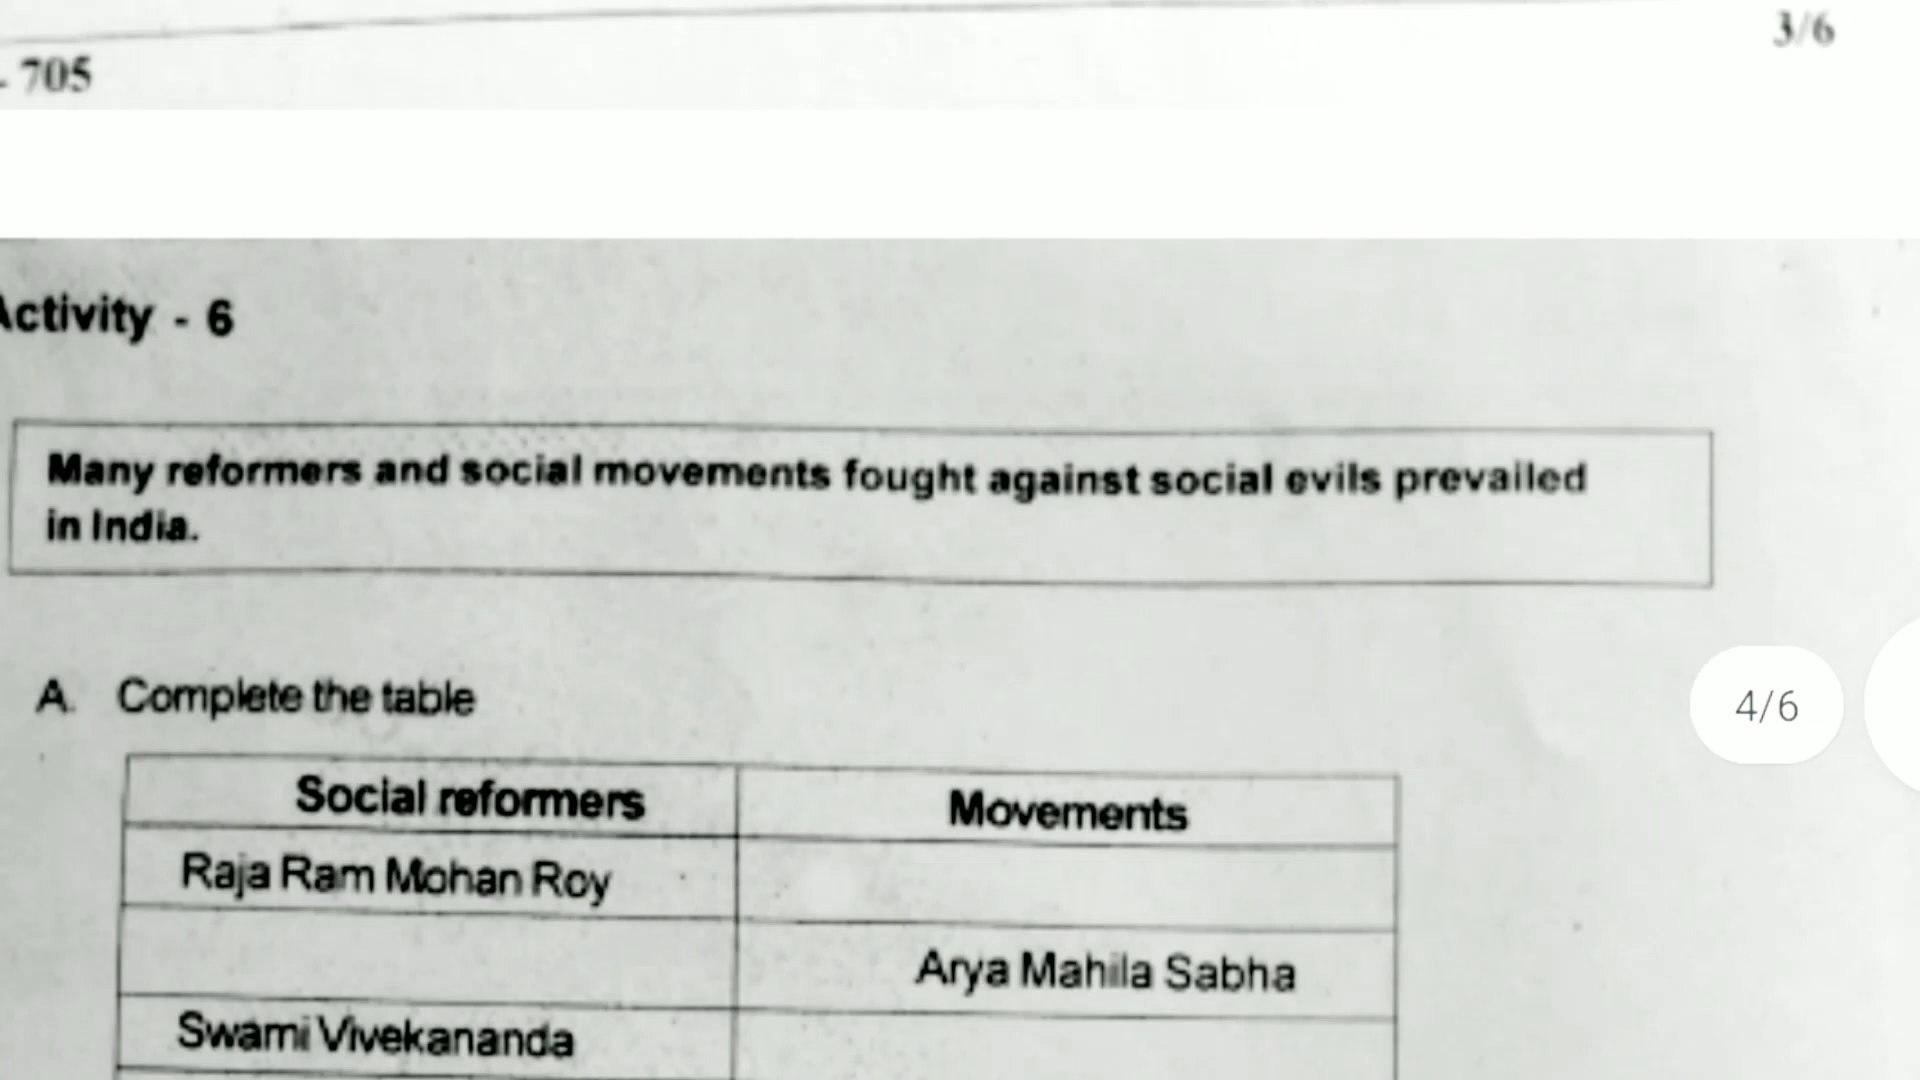 3/6
- 705
Activity - 6
Many reformers and social movements fought against social evils prevailed
in India.
A. Complete the table
4/6
Social reformers Movements
Raja Ram Mohan Roy
Arya Mahila Sabha
Swami Vivekananda